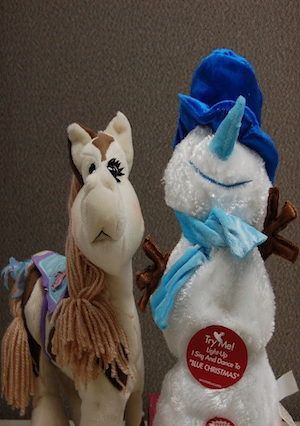 Try Me!
Light-Up
I Sing And Dance To
"BLUE CHRISTMAS"